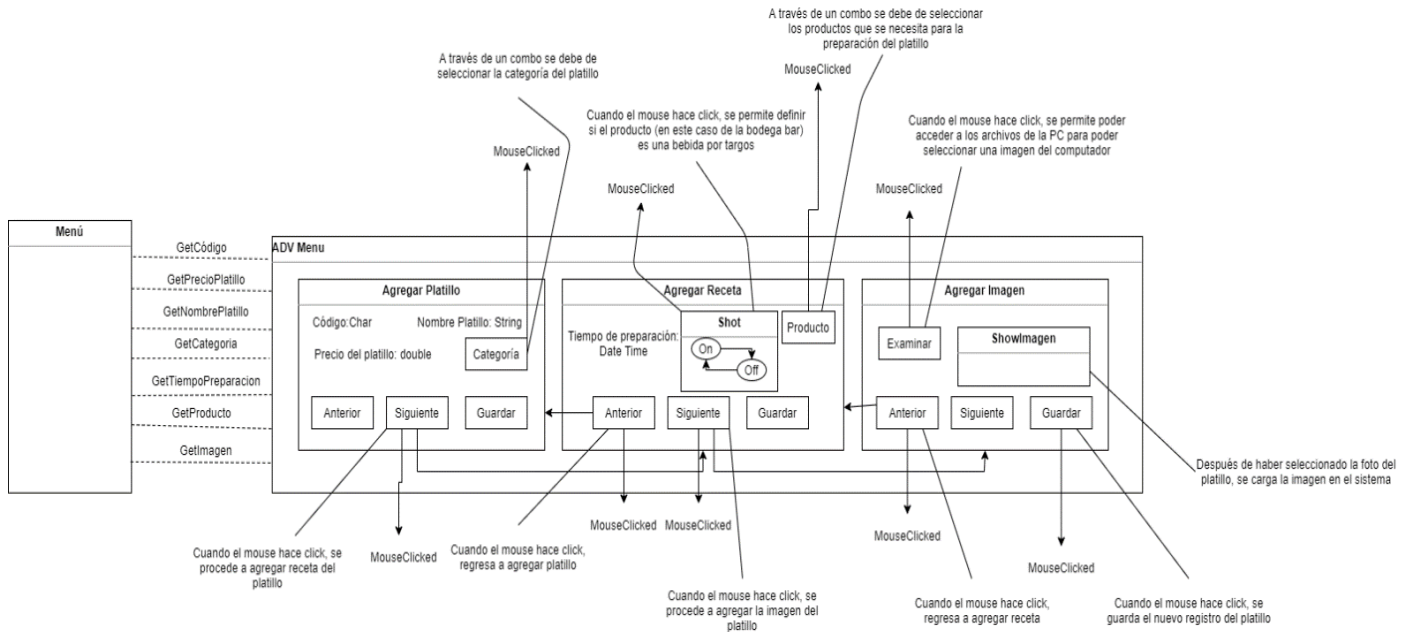 A través de un combo se debe de seleccionar
los productos que se necesita para la
preparación del platillo
A través de un combo se debe de
seleccionar la categoría del platillo
MouseClicked
Cuando el mouse hace click, se permite definir
si el producto (en este caso de la bodega bar)
es una bebida por targos
Cuando el mouse hace click, se permite poder
acceder a los archivos de la PC para poder
seleccionar una imagen del computador
MouseClicked
MouseClicked
MouseClicked
Menú
GetCódigo
GetPrecioPlatillo
GetNombrePlatillo
GetCategoria
GetTiempoPreparacion
GetProducto
GetImagen
ADV Menu
Agregar Platillo
Código:Char
Nombre Platillo: String
Precio del platillo: double
Categoría
Anterior
Siguiente
Guardar
Agregar Receta
Tiempo de preparación:
Date Time
Shot
On
Off
Producto
Anterior
Siguiente
Guardar
Agregar Imagen
Examinar
ShowImagen
Anterior
Siguiente
Guardar
Después de haber seleccionado la foto del
platillo, se carga la imagen en el sistema
MouseClicked
MouseClicked
MouseClicked
MouseClicked
MouseClicked
Cuando el mouse hace click, se
procede a agregar receta del
platillo
Cuando el mouse hace click,
regresa a agregar platillo
Cuando el mouse hace click, se
procede a agregar la imagen del
platillo
Cuando el mouse hace click,
regresa a agregar receta
Cuando el mouse hace click, se
guarda el nuevo registro del platillo